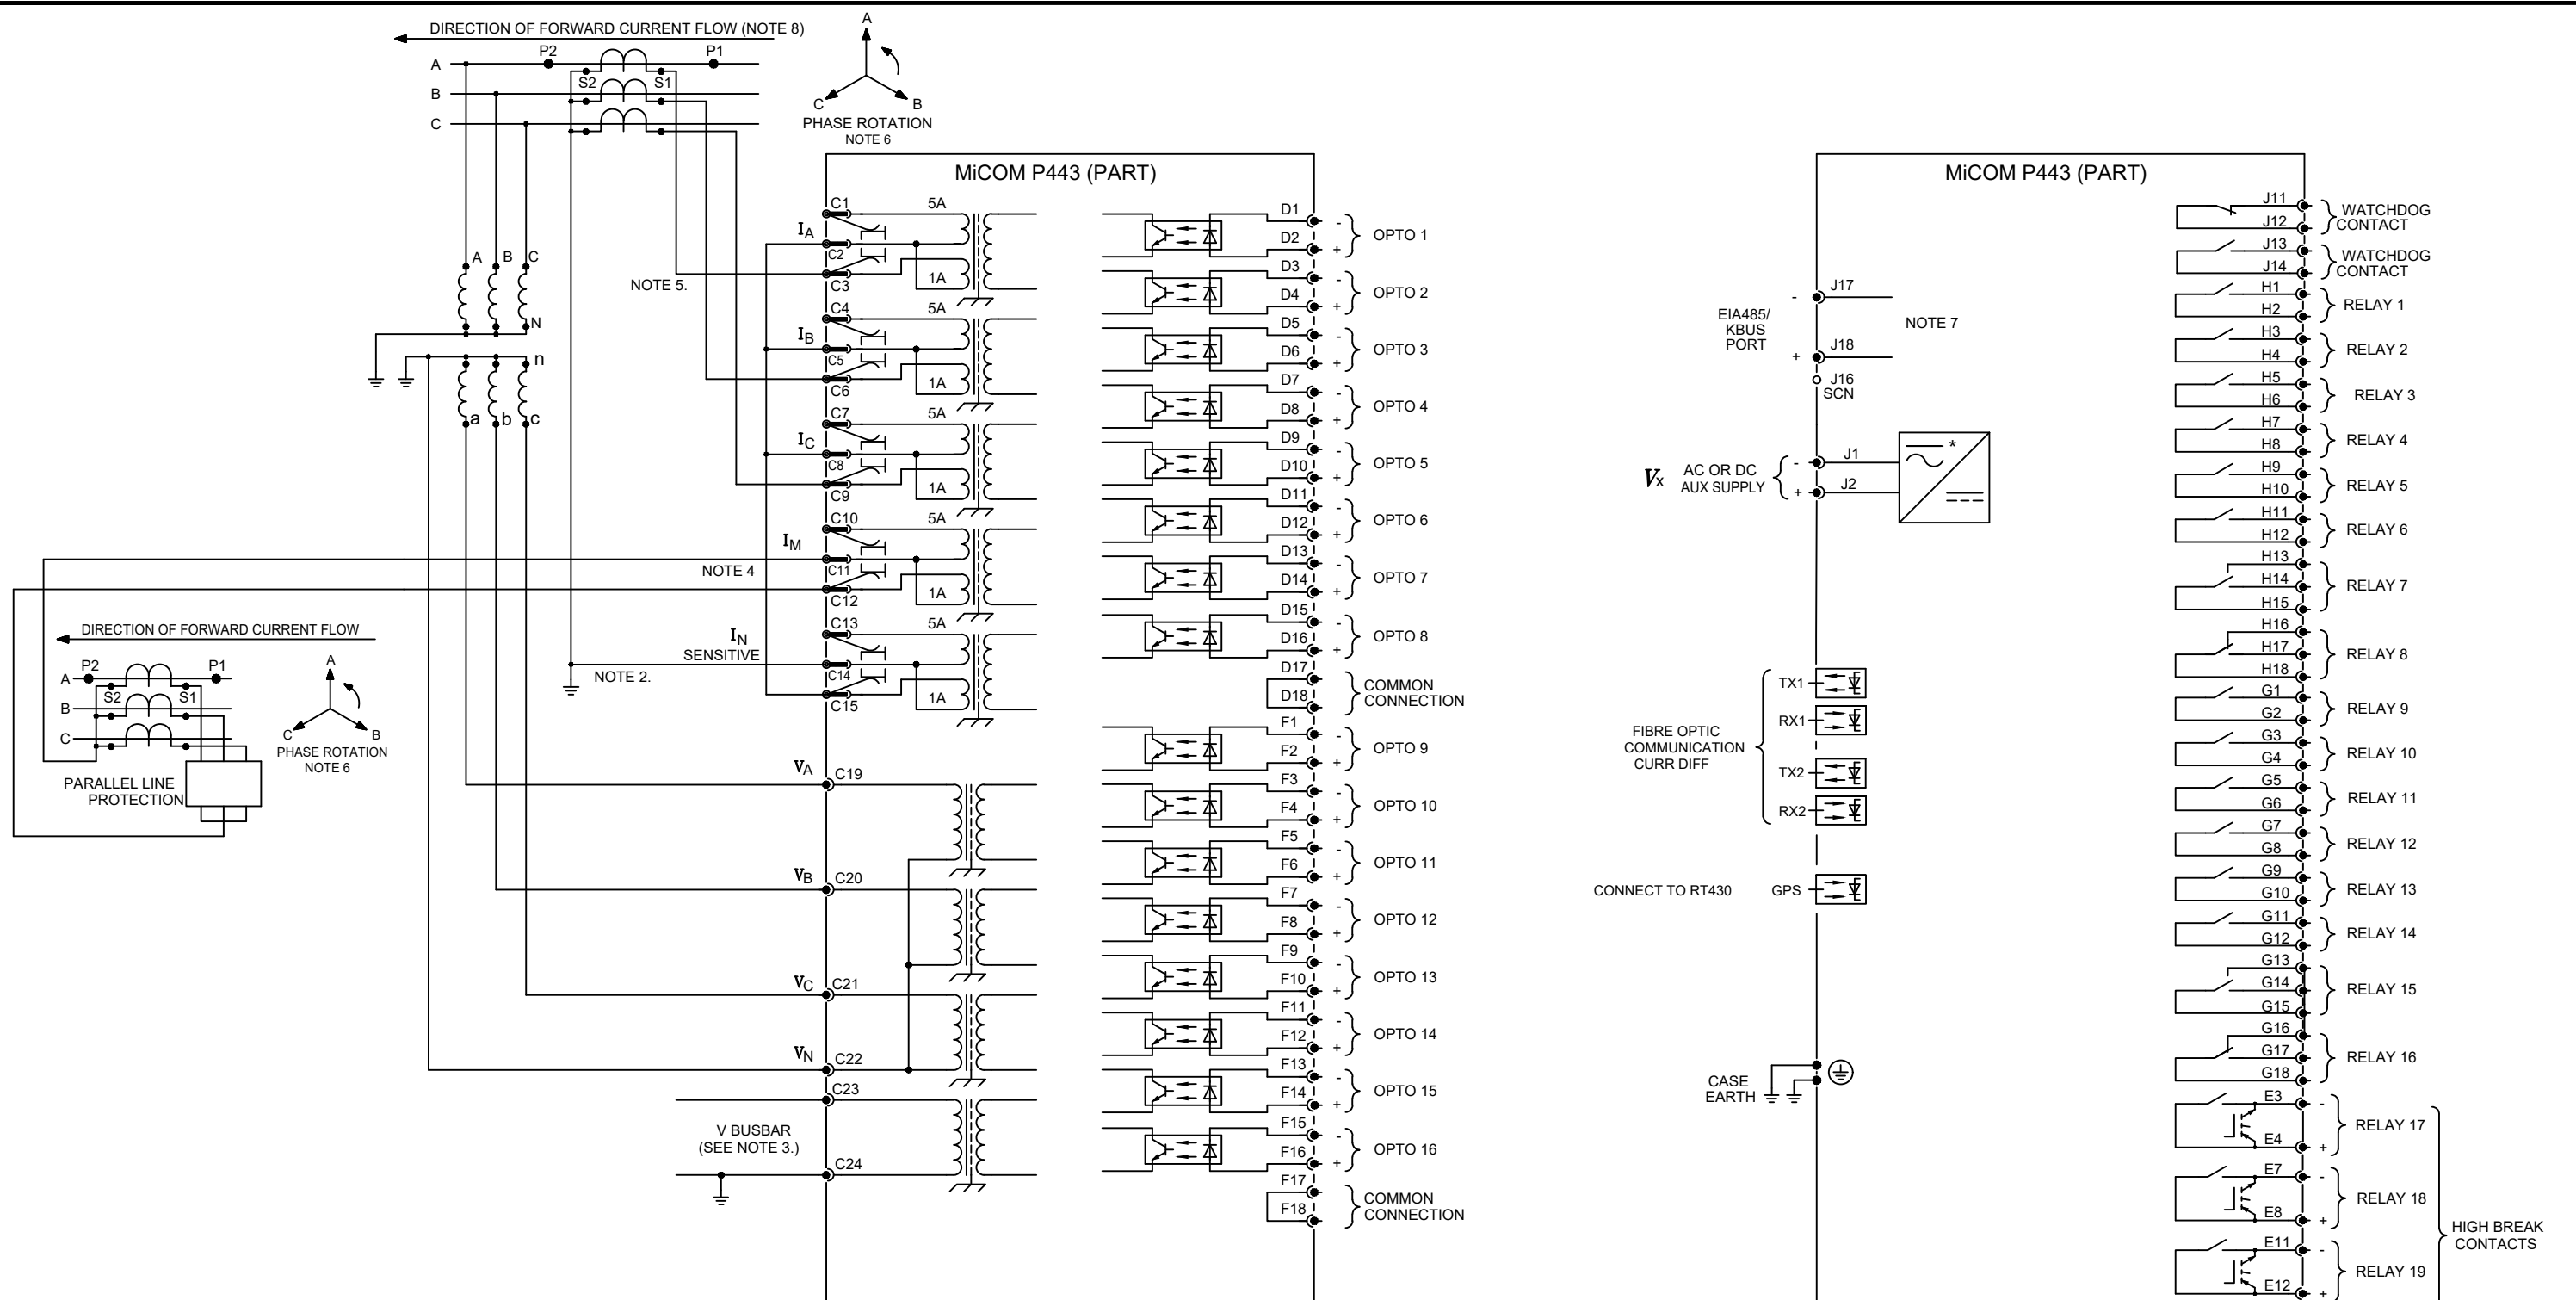 DIRECTION OF FORWARD CURRENT FLOW (NOTE 8)
A
P2
P1
S2
S1
B
C
A
C
B
PHASE ROTATION
NOTE 6
A
B
C
N
n
a
b
c
NOTE 5.
NOTE 4
NOTE 2.
DIRECTION OF FORWARD CURRENT FLOW
A
P2
P1
S2
S1
B
C
A
C
B
PHASE ROTATION
NOTE 6
PARALLEL LINE
PROTECTION
MiCOM P443 (PART)
IA
C1
5A
C2
C3
1A
IB
C4
5A
C5
C6
1A
IC
C7
5A
C8
C9
1A
IM
C10
5A
C11
C12
1A
IN
SENSITIVE
C13
5A
C14
C15
1A
VA
C19
VB
C20
VC
C21
VN
C22
C23
V BUSBAR
(SEE NOTE 3.)
C24
D1 -
D2 +
OPTO 1
D3 -
D4 +
OPTO 2
D5 -
D6 +
OPTO 3
D7 -
D8 +
OPTO 4
D9 -
D10 +
OPTO 5
D11 -
D12 +
OPTO 6
D13 -
D14 +
OPTO 7
D15 -
D16 +
OPTO 8
D17
D18
COMMON
CONNECTION
F1 -
F2 +
OPTO 9
F3 -
F4 +
OPTO 10
F5 -
F6 +
OPTO 11
F7 -
F8 +
OPTO 12
F9 -
F10 +
OPTO 13
F11 -
F12 +
OPTO 14
F13 -
F14 +
OPTO 15
F15 -
F16 +
OPTO 16
F17
F18
COMMON
CONNECTION
MiCOM P443 (PART)
- J17
EIA485/
KBUS
PORT
NOTE 7
+ J18
J16
SCN
Vx
AC OR DC
AUX SUPPLY
- J1
+ J2
*
FIBRE OPTIC
COMMUNICATION
CURR DIFF
TX1
RX1
TX2
RX2
CONNECT TO RT430
GPS
CASE
EARTH
J11
J12
WATCHDOG
CONTACT
J13
J14
WATCHDOG
CONTACT
H1
H2
RELAY 1
H3
H4
RELAY 2
H5
H6
RELAY 3
H7
H8
RELAY 4
H9
H10
RELAY 5
H11
H12
RELAY 6
H13
H14
H15
RELAY 7
H16
H17
H18
RELAY 8
G1
G2
RELAY 9
G3
G4
RELAY 10
G5
G6
RELAY 11
G7
G8
RELAY 12
G9
G10
RELAY 13
G11
G12
RELAY 14
G13
G14
G15
RELAY 15
G16
G17
G18
RELAY 16
E3 -
E4 +
RELAY 17
E7 -
E8 +
RELAY 18
E11 -
E12 +
RELAY 19
HIGH BREAK
CONTACTS